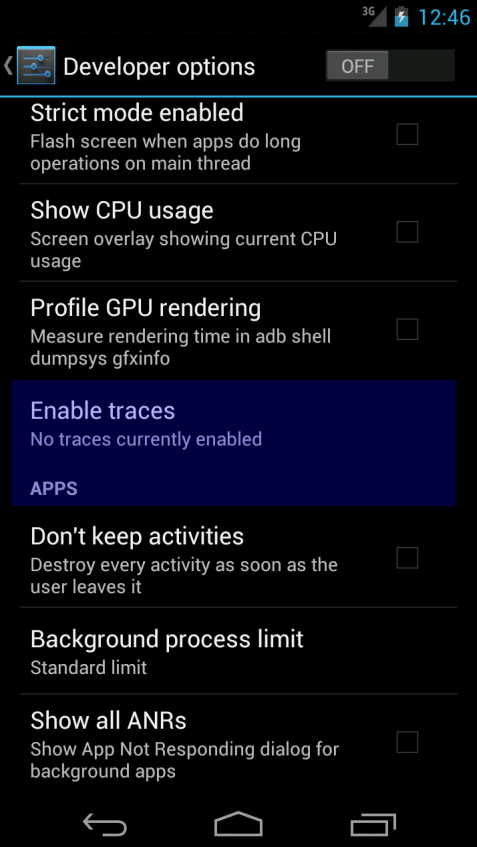 3G 12:46
Developer options OFF
Strict mode enabled
Flash screen when apps do long
operations on main thread
Show CPU usage
Screen overlay showing current CPU
usage
Profile GPU rendering
Measure rendering time in adb shell
dumpsys gfxinfo
Enable traces
No traces currently enabled
APPS
Don't keep activities
Destroy every activity as soon as the
user leaves it
Background process limit
Standard limit
Show all ANRs
Show App Not Responding dialog for
background apps